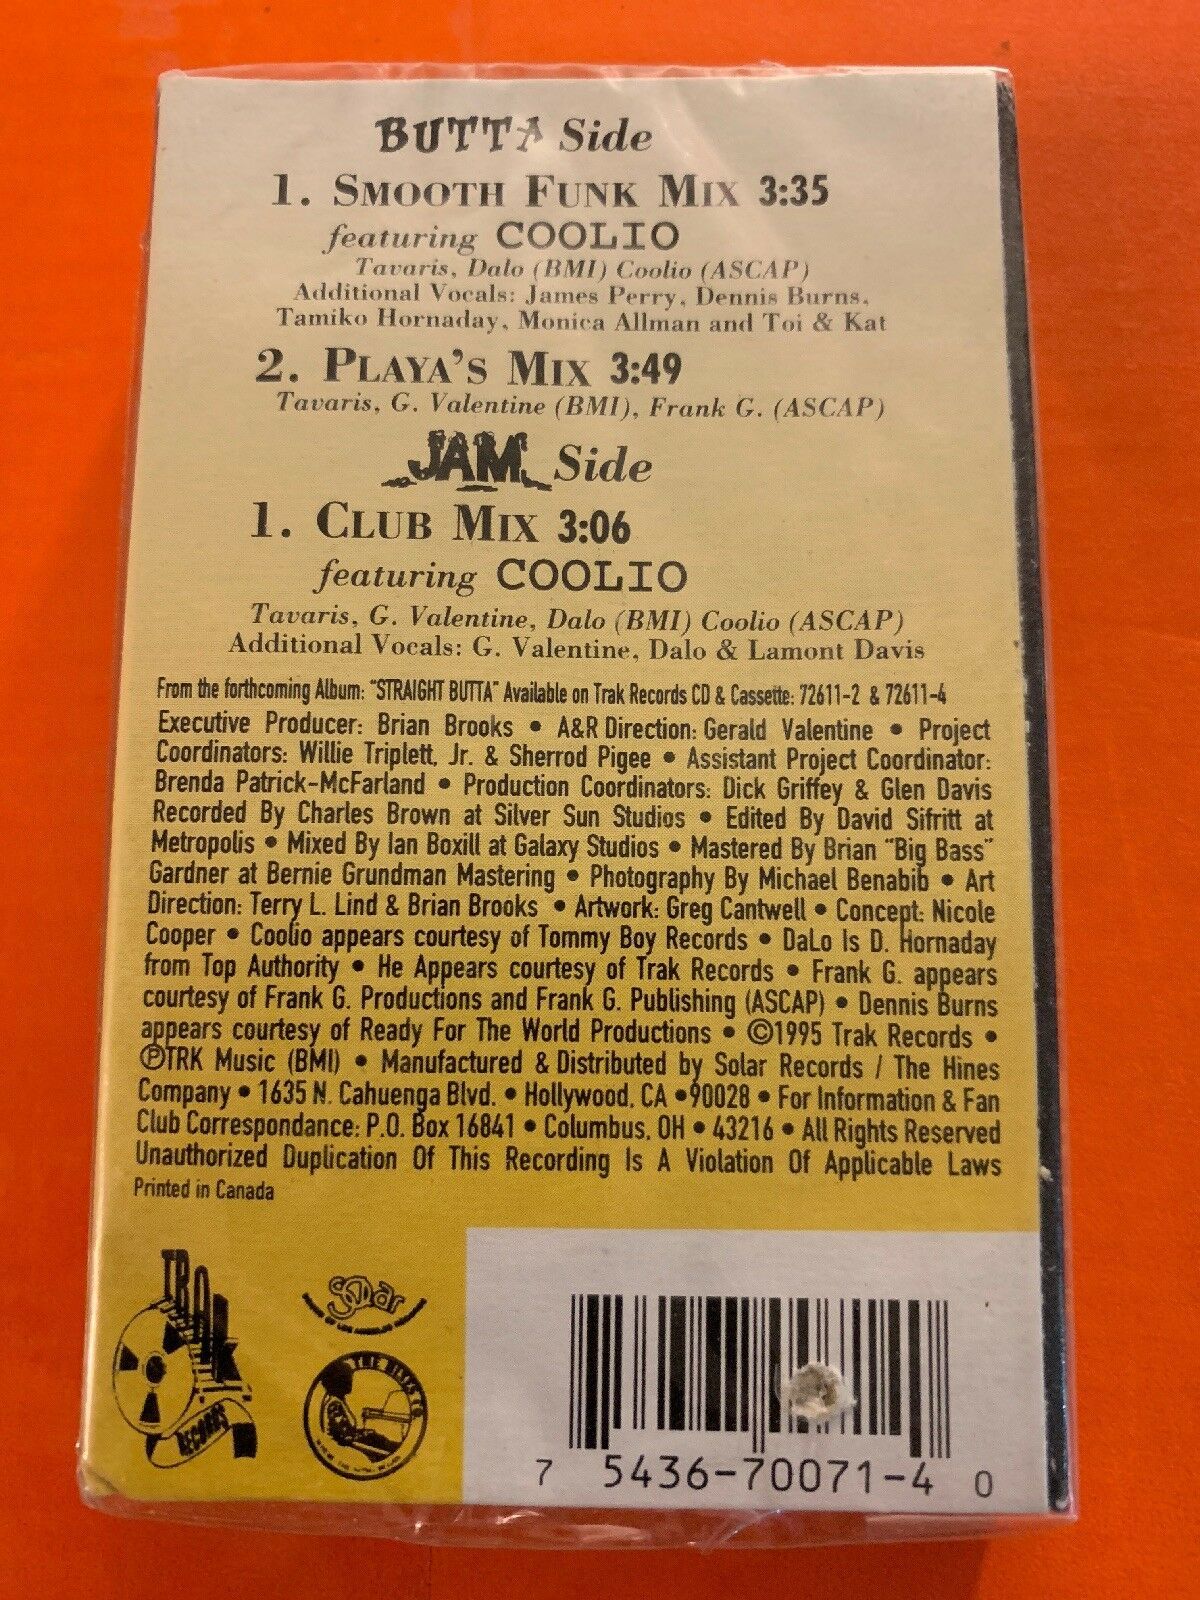 BUTTA Side
1. SMOOTH FUNK MIX 3:35
featuring COOLIO
Tavaris, Dalo (BMI) Coolio (ASCAP)
Additional Vocals: James Perry, Dennis Burns,
Tamiko Hornaday, Monica Allman and Toi & Kat
2. PLAYA'S MIX 3:49
Tavaris, G. Valentine (BMI), Frank G. (ASCAP)
JAM Side
1. CLUB MIX 3:06
featuring COOLIO
Tavaris, G. Valentine, Dalo (BMI) Coolio (ASCAP)
Additional Vocals: G. Valentine, Dalo & Lamont Davis
From the forthcoming Album: "STRAIGHT BUTTA" Available on Trak Records CD & Cassette: 72611-2 & 72611-4
Executive Producer: Brian Brooks • A&R Direction: Gerald Valentine • Project
Coordinators: Willie Triplett, Jr. & Sherrod Pigee • Assistant Project Coordinator:
Brenda Patrick-McFarland • Production Coordinators: Dick Griffey & Glen Davis
Recorded By Charles Brown at Silver Sun Studios • Edited By David Sifritt at
Metropolis • Mixed By Ian Boxill at Galaxy Studios • Mastered By Brian "Big Bass"
Gardner at Bernie Grundman Mastering • Photography By Michael Benabib • Art
Direction: Terry L. Lind & Brian Brooks • Artwork: Greg Cantwell • Concept: Nicole
Cooper • Coolio appears courtesy of Tommy Boy Records • DaLo Is D. Hornaday
from Top Authority • He Appears courtesy of Trak Records • Frank G. appears
courtesy of Frank G. Productions and Frank G. Publishing (ASCAP) • Dennis Burns
appears courtesy of Ready For The World Productions • ©1995 Trak Records •
℗TRK Music (BMI) • Manufactured & Distributed by Solar Records / The Hines
Company • 1635 N. Cahuenga Blvd. • Hollywood, CA •90028 • For Information & Fan
Club Correspondance: P.O. Box 16841 • Columbus, OH • 43216 • All Rights Reserved
Unauthorized Duplication Of This Recording Is A Violation Of Applicable Laws
Printed in Canada
TRAK
RECORDS
Solar
THE HINES CO.
7 5436-70071-4 0